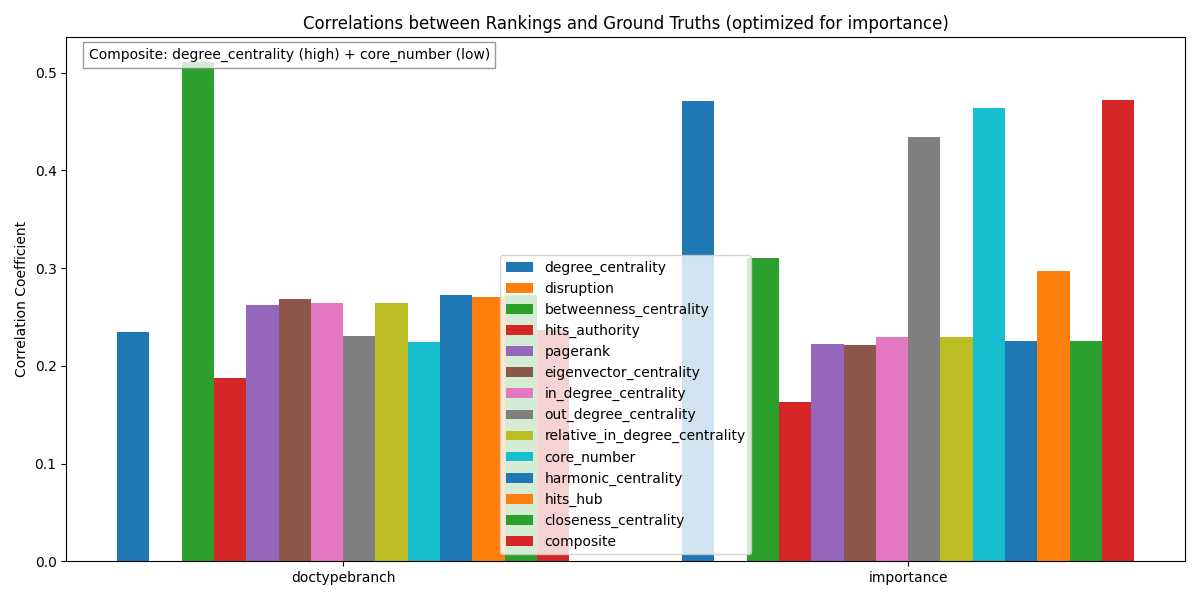 Correlations between Rankings and Ground Truths (optimized for importance)
Composite: degree_centrality (high) + core_number (low)
Correlation Coefficient
0.5
0.4
0.3
0.2
0.1
0.0
degree_centrality
disruption
betweenness_centrality
hits_authority
pagerank
eigenvector_centrality
in_degree_centrality
out_degree_centrality
relative_in_degree_centrality
core_number
harmonic_centrality
hits_hub
closeness_centrality
composite
doctypebranch
importance